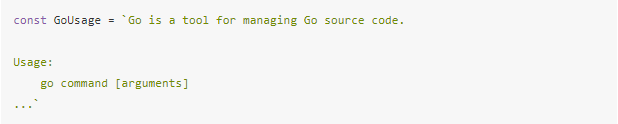 const GoUsage = `Go is a tool for managing Go source code.
Usage:
    go command [arguments]
...`